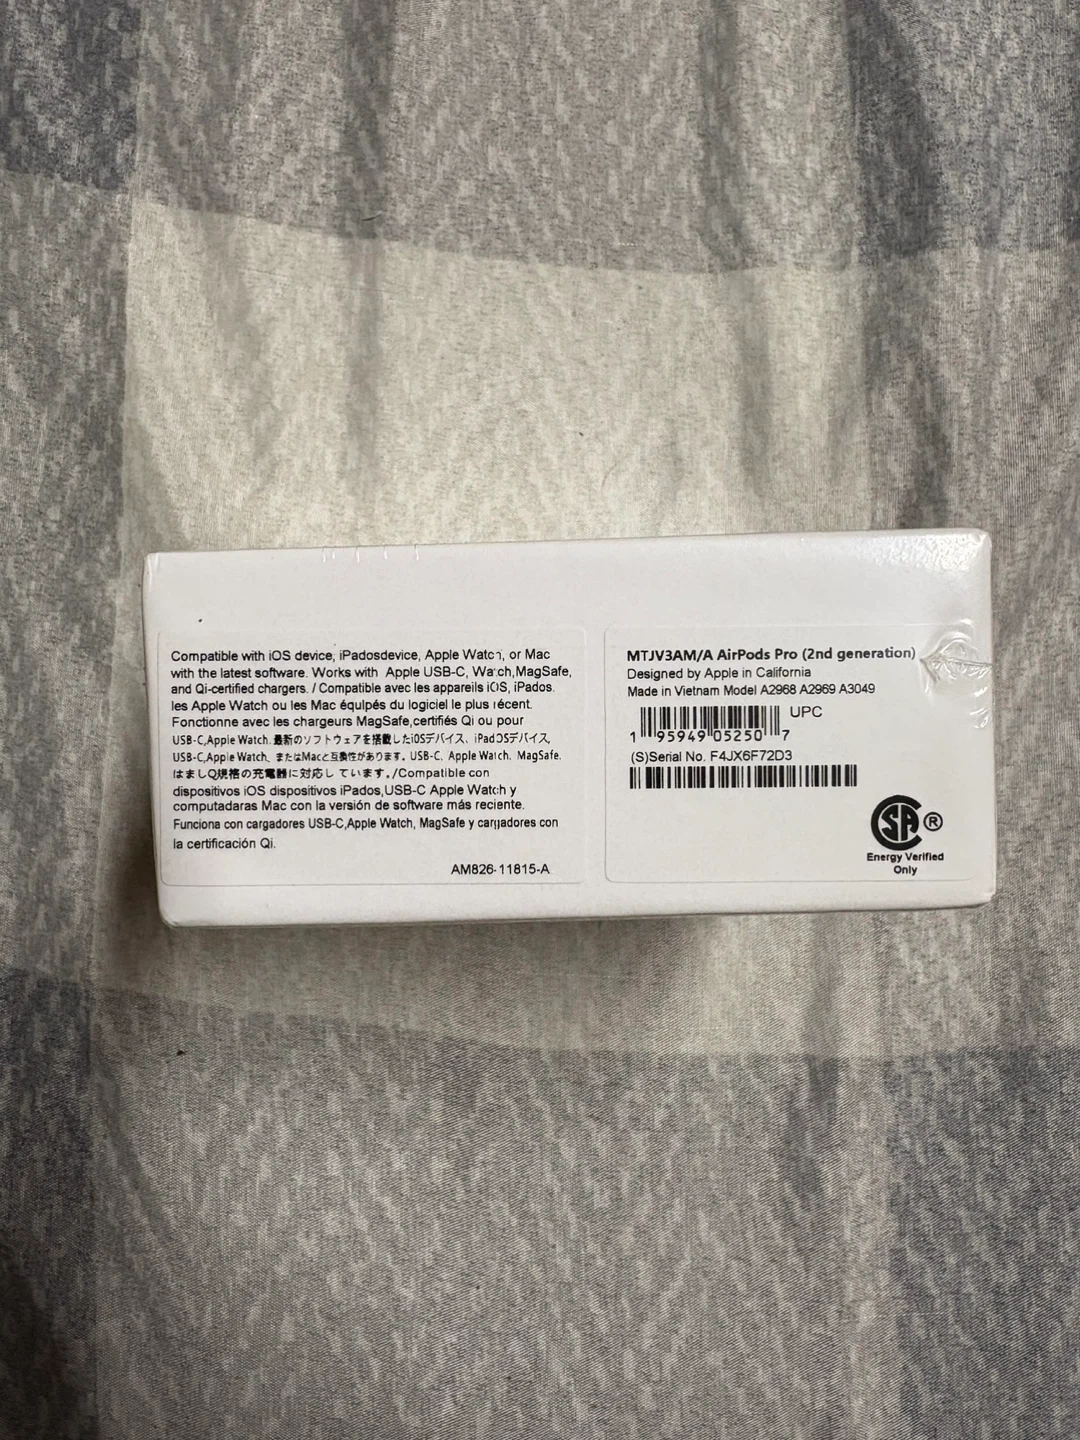 Compatible with iOS device, iPadosdevice, Apple Watch, or Mac
with the latest software. Works with Apple USB-C, Watch,MagSafe,
and Qi-certified chargers. / Compatible avec les appareils iOS, iPados.
les Apple Watch ou les Mac équipés du logiciel le plus récent.
Fonctionne avec les chargeurs MagSafe,certifiés Qi ou pour
USB-C,Apple Watch. 最新のソフトウェアを搭載したiOSデバイス、iPadOSデバイス,
USB-C,Apple Watch、またはMacと互換性があります。USB-C、Apple Watch、MagSafe.
はましQ規格の充電器に対応し ています./Compatible con
dispositivos iOS dispositivos iPados,USB-C Apple Watch y
computadaras Mac con la versión de software más reciente.
Funciona con cargadores USB-C,Apple Watch, MagSafe y cargadores con
la certificación Qi.
AM826-11815-A
MTJV3AM/A AirPods Pro (2nd generation)
Designed by Apple in California
Made in Vietnam Model A2968 A2969 A3049
UPC
1 95949 05250 7
(S)Serial No. F4JX6F72D3
SA ®
Energy Verified
Only